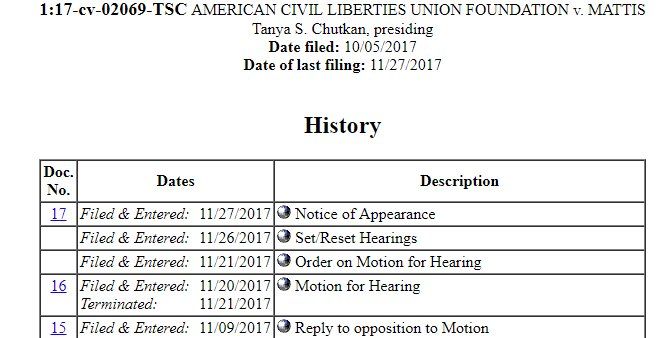 1:17-cv-02069-TSC AMERICAN CIVIL LIBERTIES UNION FOUNDATION v. MATTIS
Tanya S. Chutkan, presiding
Date filed: 10/05/2017
Date of last filing: 11/27/2017
History
Doc. No. Dates Description
17 Filed & Entered: 11/27/2017 Notice of Appearance
Filed & Entered: 11/26/2017 Set/Reset Hearings
Filed & Entered: 11/21/2017 Order on Motion for Hearing
16 Filed & Entered: 11/20/2017 Motion for Hearing
Terminated: 11/21/2017
15 Filed & Entered: 11/09/2017 Reply to opposition to Motion